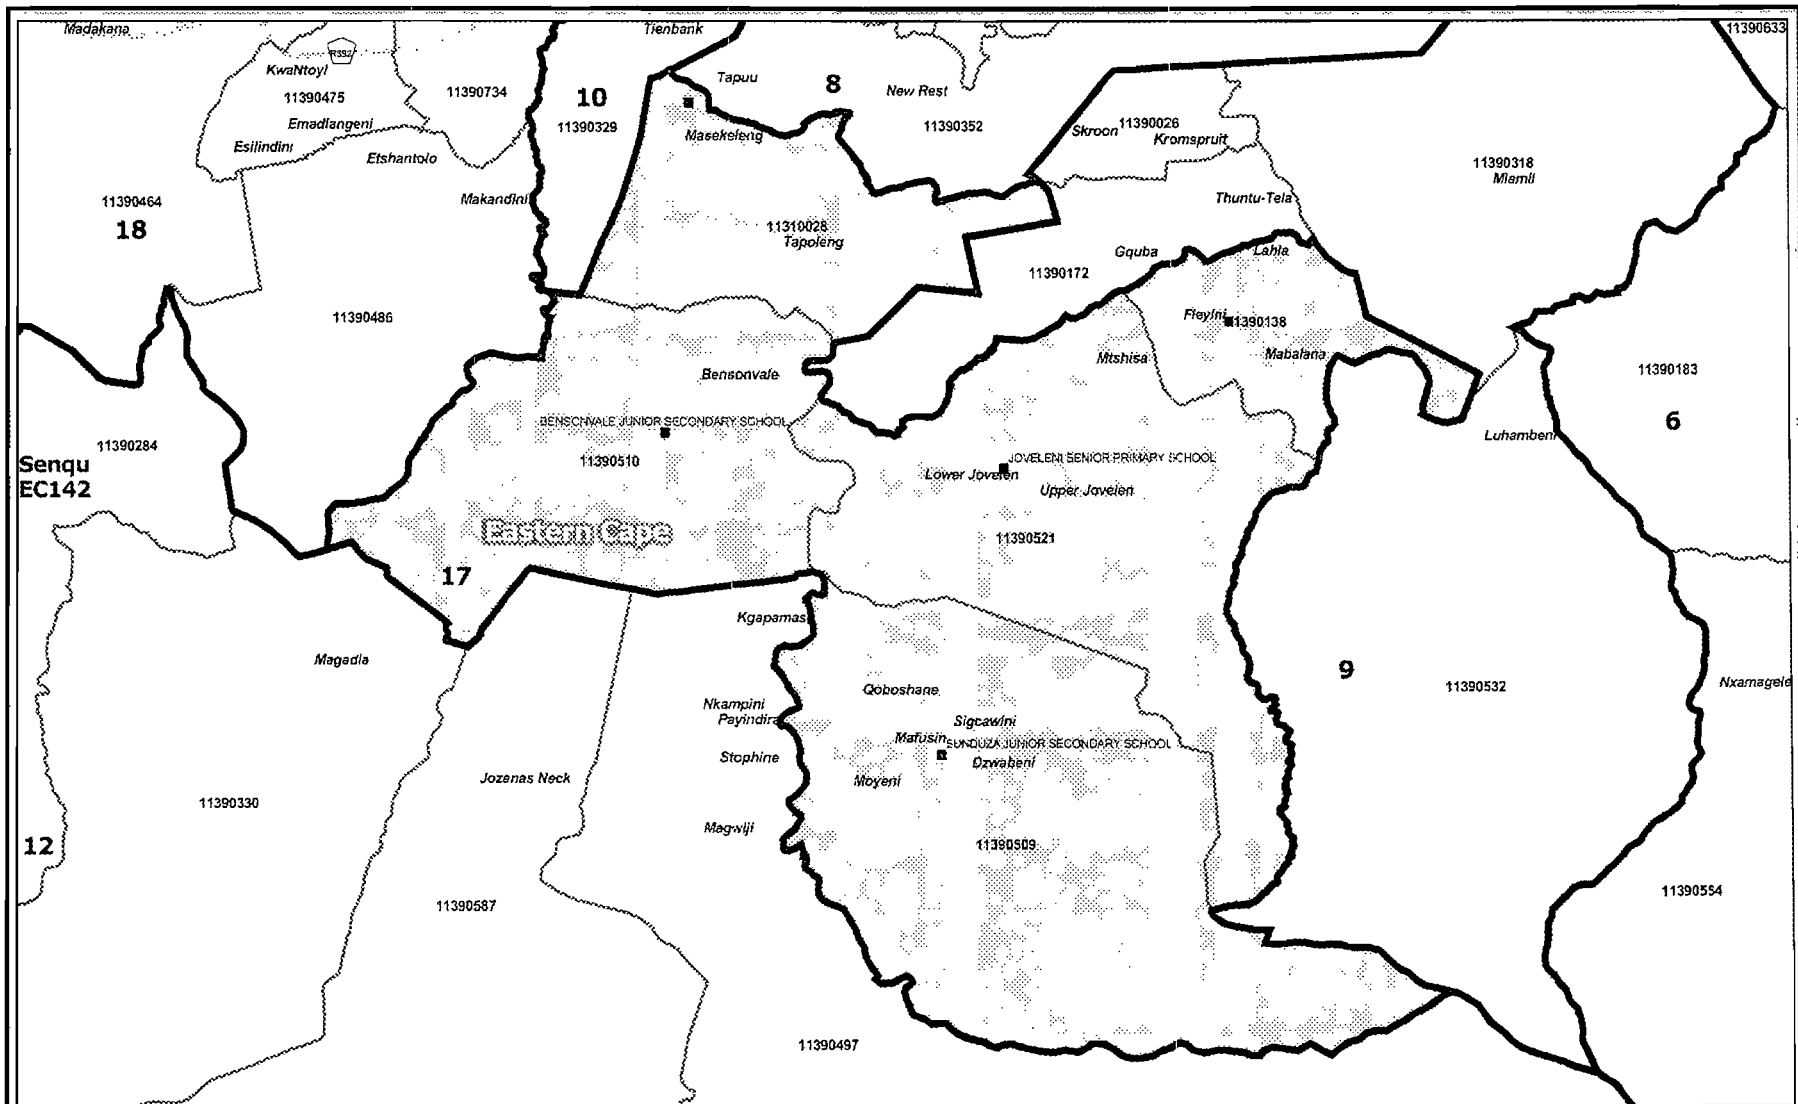 Madakana
Tienbank
11390633
R392
KwaNtoyi
Tapuu
8
11390475
11390734
10
New Rest
Emadlangeni
11390329
Masekeleng
11390352
Skroon
11390026
Kromspruit
Esilindini
Etshantolo
11390318
Mlamli
11390464
Makandini
Thuntu-Tela
18
11310028
Tapoleng
Gquba
Lahla
11390172
11390486
Fleyini
11390138
Mtshisa
Mabalana
11390183
Bensonvale
6
BENSONVALE JUNIOR SECONDARY SCHOOL
Luhambeni
11390284
Senqu
EC142
11390510
JOVELENI SENIOR PRIMARY SCHOOL
Lower Jovelen
Upper Jovelen
Eastern Cape
11390521
17
Kgapamas
Magadla
9
11390532
Nxamagele
Qoboshane
Nkampini
Payindira
Sigcawini
Mafusin
SUNDUZA JUNIOR SECONDARY SCHOOL
Stophine
Dzwabeni
Jozanas Neck
Moyeni
11390330
Magwiji
12
11390509
11390554
11390587
11390497